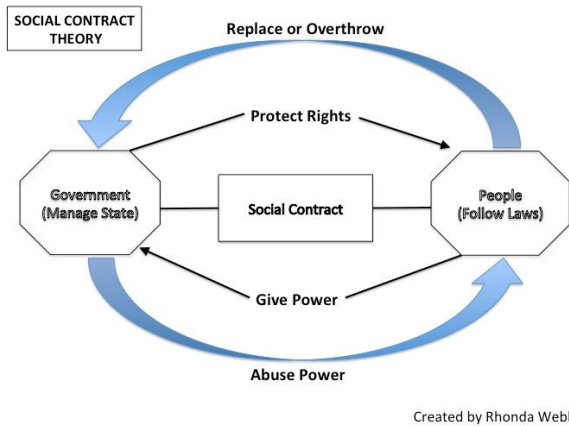 SOCIAL CONTRACT
THEORY
Replace or Overthrow
Protect Rights
Government
(Manage State)
Social Contract
People
(Follow Laws)
Give Power
Abuse Power
Created by Rhonda